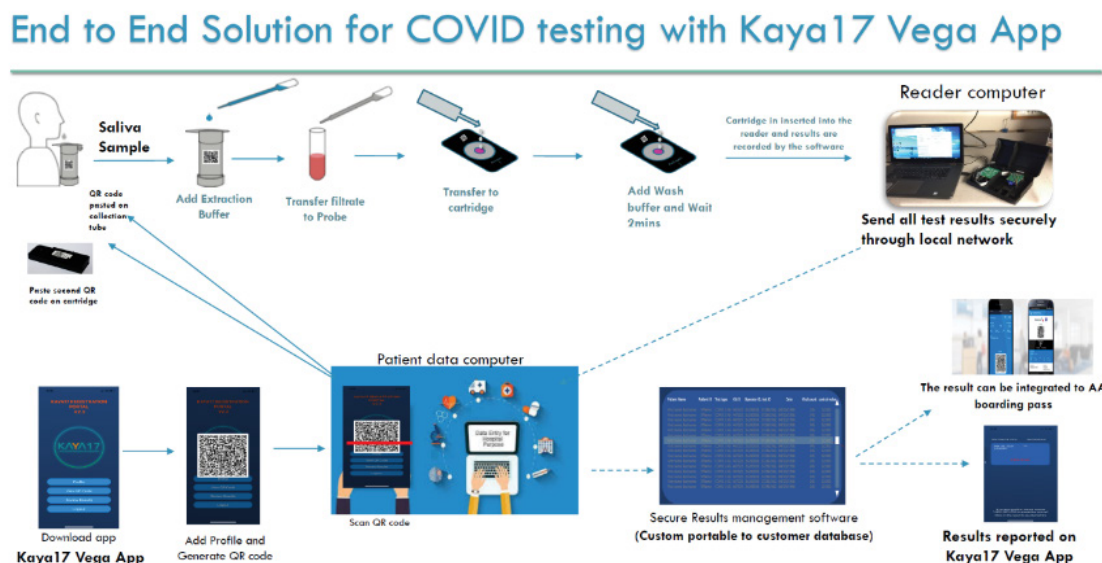 End to End Solution for COVID testing with Kaya17 Vega App
Saliva
Sample
QR code
pasted on
collection
tube
Paste second QR
code on cartridge
Add Extraction
Buffer
Transfer filtrate
to Probe
Transfer to
cartridge
Add Wash
buffer and Wait
2mins
Cartridge in inserted into the
reader and results are
recorded by the software
Reader computer
Send all test results securely
through local network
Patient data computer
Data Entry for
Hospital
Purpose
Scan QR code
KAYA17
Download app
Kaya17 Vega App
Add Profile and
Generate QR code
Secure Results management software
(Custom portable to customer database)
The result can be integrated to AA
boarding pass
Results reported on
Kaya17 Vega App